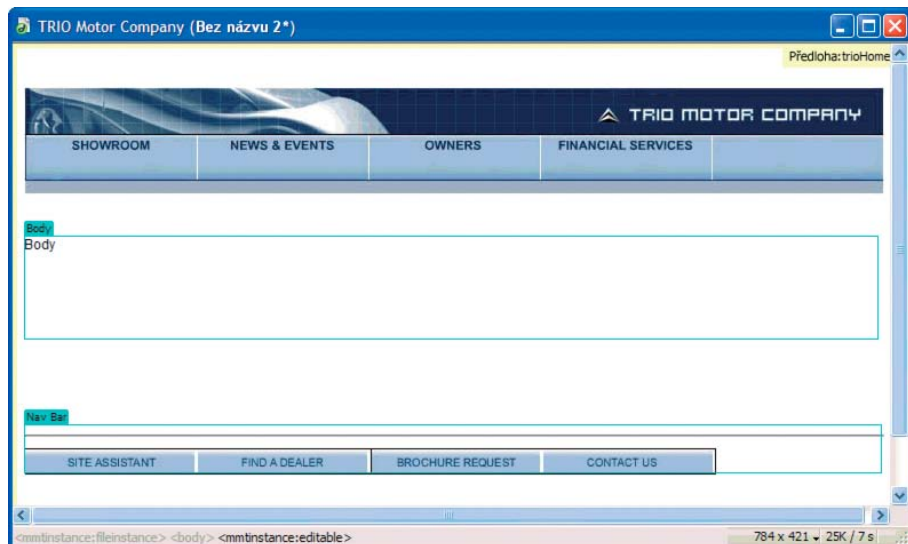 TRIO Motor Company (Bez názvu 2*)
Předloha:trioHome
TRIO MOTOR COMPANY
SHOWROOM NEWS & EVENTS OWNERS FINANCIAL SERVICES
Body
Body
Nav Bar
SITE ASSISTANT FIND A DEALER BROCHURE REQUEST CONTACT US
<mmtinstance:fileinstance> <body> <mmtinstance:editable> 784 x 421 25K / 7 s